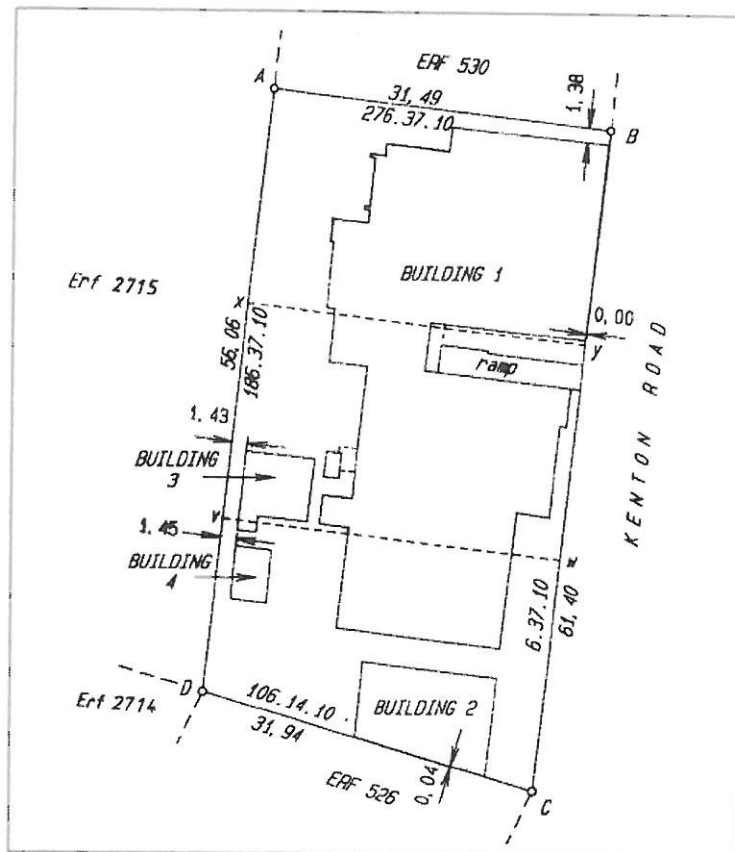 ERF 530
A
31,49
276.37.10
1,38
B
Erf 2715
BUILDING 1
x
0,00
y
56,06
186.37.10
ramp
KENTON ROAD
1.43
BUILDING
3
v
1.45
BUILDING
4
w
6.37.10
61,40
D
Erf 2714
106.14.10
31,94
BUILDING 2
0,04
ERF 526
C